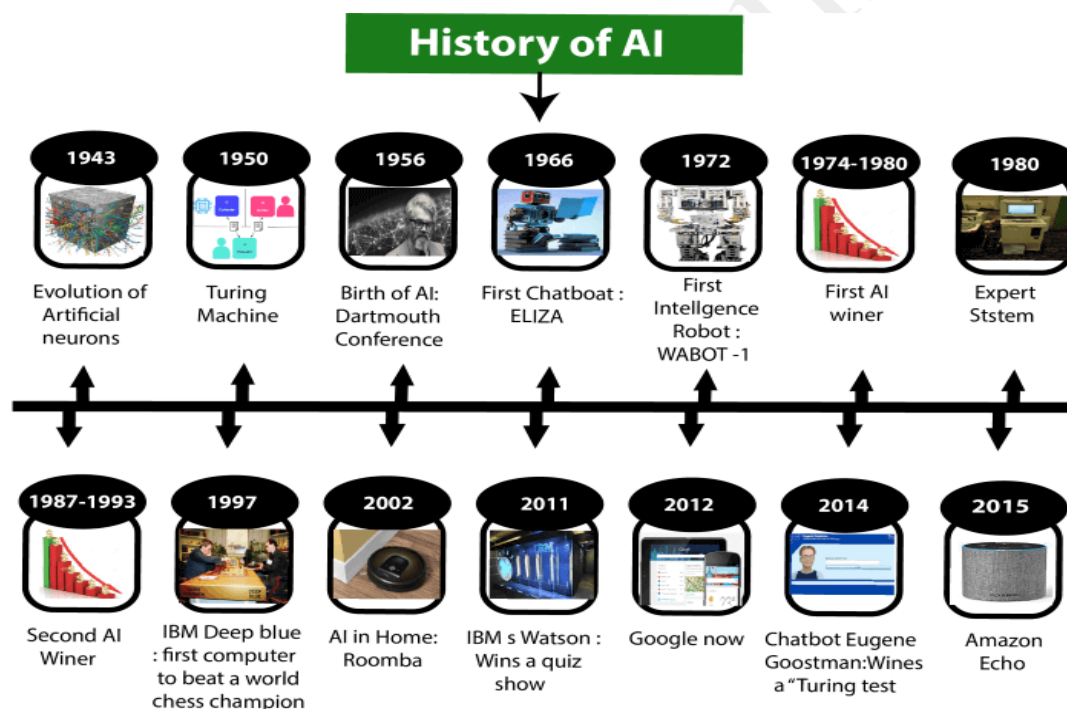 History of AI
1943
1950
1956
1966
1972
1974-1980
1980
Evolution of
Artificial
neurons
Turing
Machine
Birth of AI:
Dartmouth
Conference
First Chatboat :
ELIZA
First
Intellgence
Robot :
WABOT -1
First AI
winer
Expert
Ststem
1987-1993
1997
2002
2011
2012
2014
2015
Second AI
Winer
IBM Deep blue
: first computer
to beat a world
chess champion
AI in Home:
Roomba
IBM s Watson :
Wins a quiz
show
Google now
Chatbot Eugene
Goostman:Wines
a "Turing test
Amazon
Echo